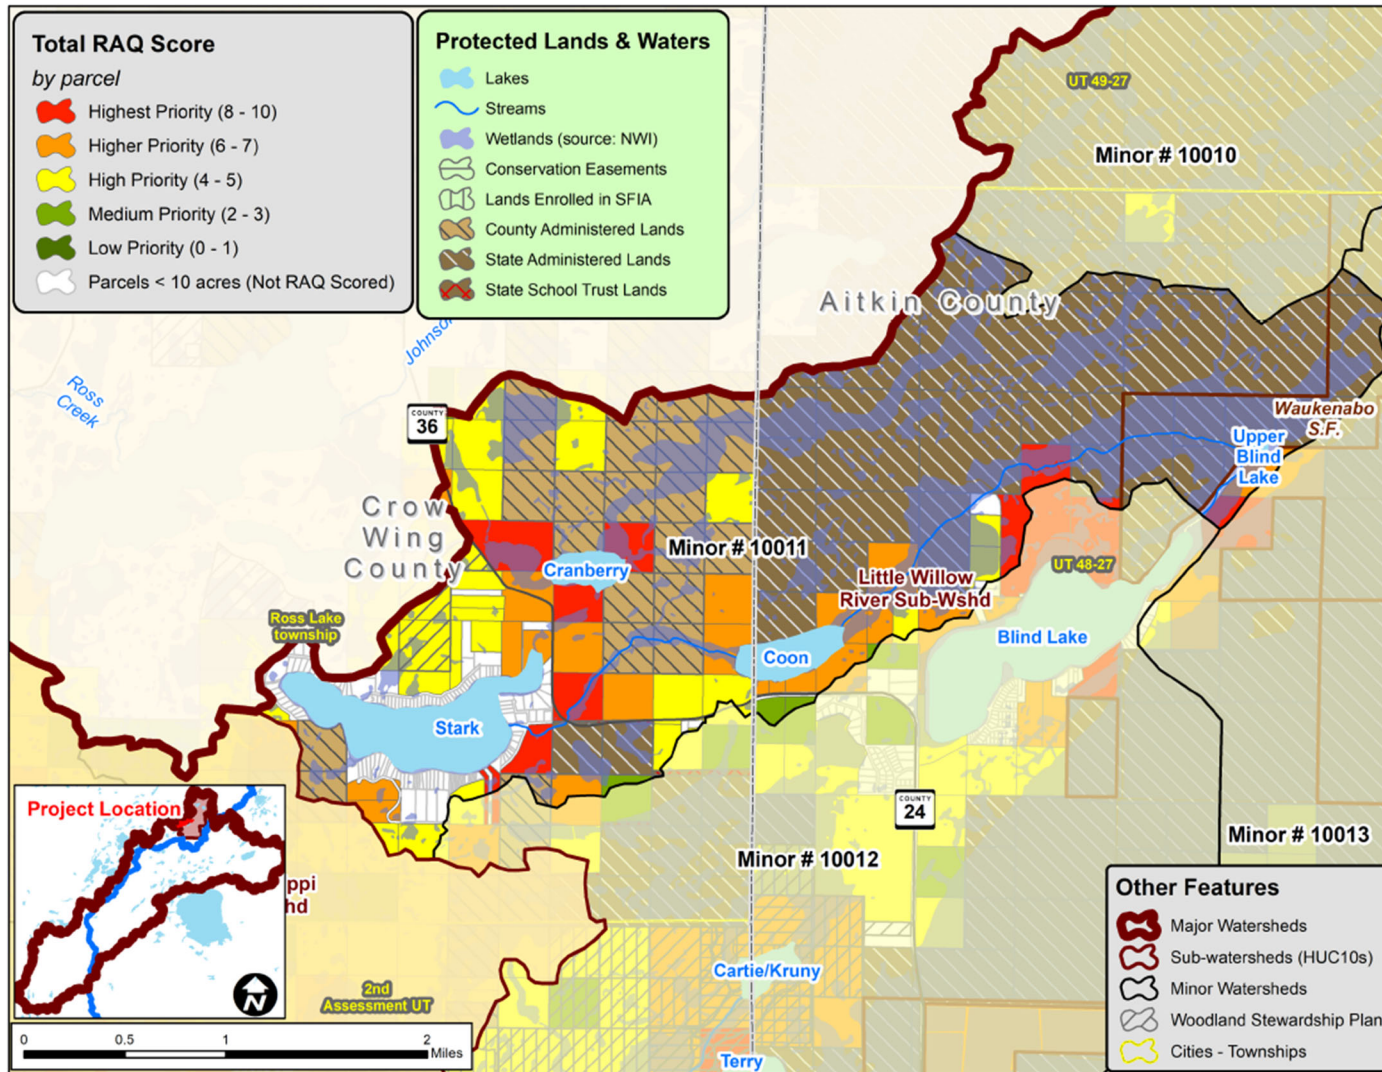 Total RAQ Score
by parcel
Highest Priority (8 - 10)
Higher Priority (6 - 7)
High Priority (4 - 5)
Medium Priority (2 - 3)
Low Priority (0 - 1)
Parcels < 10 acres (Not RAQ Scored)
Protected Lands & Waters
Lakes
Streams
Wetlands (source: NWI)
Conservation Easements
Lands Enrolled in SFIA
County Administered Lands
State Administered Lands
State School Trust Lands
UT 49-27
Minor # 10010
Aitkin County
Johnson
Ross
Creek
COUNTY
36
Waukenabo
S.F.
Upper
Blind
Lake
Crow
Wing
County
Minor # 10011
Cranberry
Little Willow
River Sub-Wshd
UT 48-27
Ross Lake
township
Blind Lake
Coon
Stark
COUNTY
24
Minor # 10013
Minor # 10012
Project Location
ppi
hd
N
Cartie/Kruny
2nd
Assessment UT
Terry
0 0.5 1 2
Miles
Other Features
Major Watersheds
Sub-watersheds (HUC10s)
Minor Watersheds
Woodland Stewardship Plan
Cities - Townships